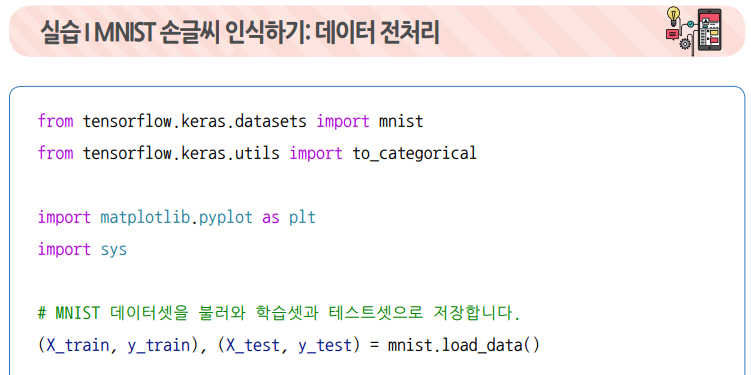 실습 I MNIST 손글씨 인식하기: 데이터 전처리
from tensorflow.keras.datasets import mnist
from tensorflow.keras.utils import to_categorical
import matplotlib.pyplot as plt
import sys
# MNIST 데이터셋을 불러와 학습셋과 테스트셋으로 저장합니다.
(X_train, y_train), (X_test, y_test) = mnist.load_data()